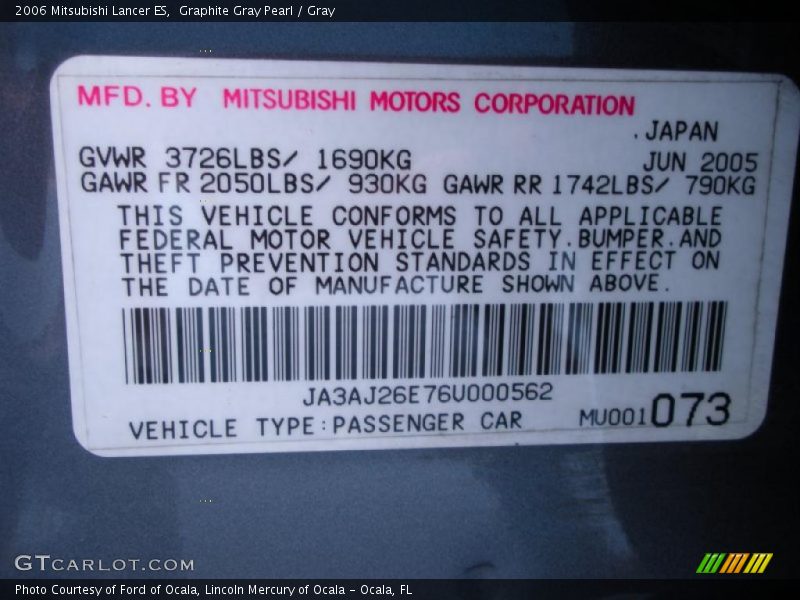 2006 Mitsubishi Lancer ES, Graphite Gray Pearl / Gray
MFD. BY MITSUBISHI MOTORS CORPORATION
.JAPAN
GVWR 3726LBS/ 1690KG JUN 2005
GAWR FR 2050LBS/ 930KG GAWR RR 1742LBS/ 790KG
THIS VEHICLE CONFORMS TO ALL APPLICABLE
FEDERAL MOTOR VEHICLE SAFETY.BUMPER.AND
THEFT PREVENTION STANDARDS IN EFFECT ON
THE DATE OF MANUFACTURE SHOWN ABOVE.
JA3AJ26E76U000562
VEHICLE TYPE:PASSENGER CAR MU001073
GTCARLOT.COM
Photo Courtesy of Ford of Ocala, Lincoln Mercury of Ocala - Ocala, FL